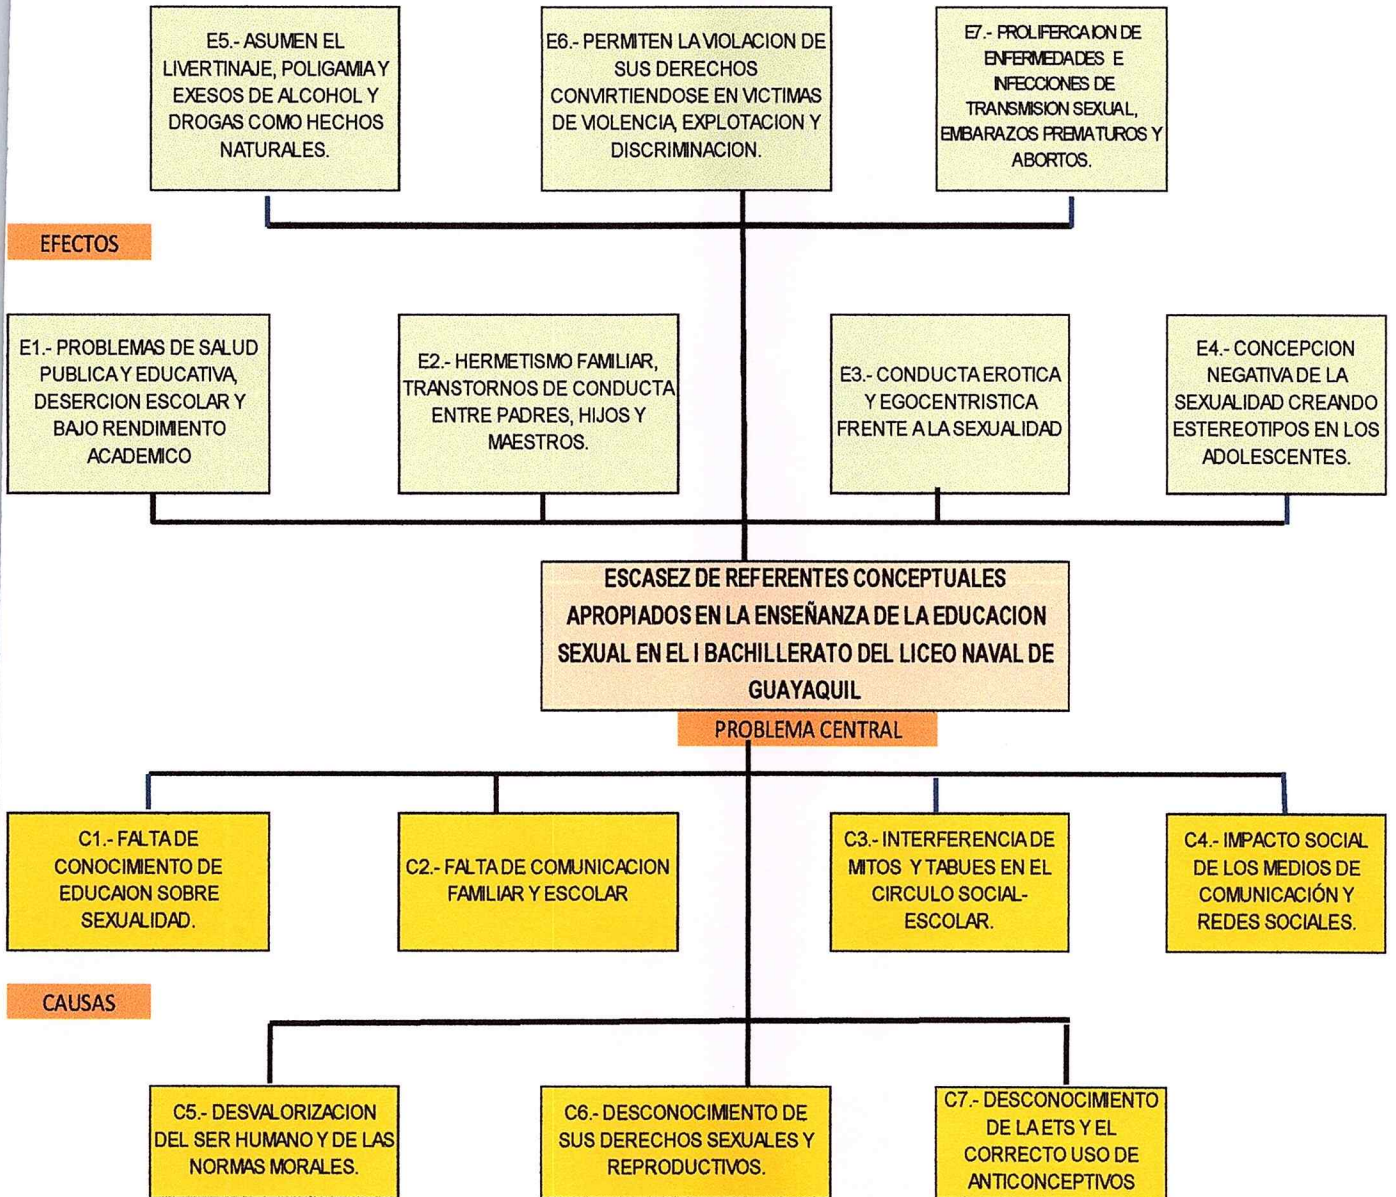 E5.- ASUMEN EL
LIVERTINAJE, POLIGAMIA Y
EXESOS DE ALCOHOL Y
DROGAS COMO HECHOS
NATURALES.
E6.- PERMITEN LA VIOLACION DE
SUS DERECHOS
CONVIRTIENDOSE EN VICTIMAS
DE VIOLENCIA, EXPLOTACION Y
DISCRIMINACION.
E7.- PROLIFERCAION DE
ENFERMEDADES E
INFECCIONES DE
TRANSMISION SEXUAL,
EMBARAZOS PREMATUROS Y
ABORTOS.
EFECTOS
E1.- PROBLEMAS DE SALUD
PUBLICA Y EDUCATIVA,
DESERCION ESCOLAR Y
BAJO RENDIMIENTO
ACADEMICO
E2.- HERMETISMO FAMILIAR,
TRANSTORNOS DE CONDUCTA
ENTRE PADRES, HIJOS Y
MAESTROS.
E3.- CONDUCTA EROTICA
Y EGOCENTRISTICA
FRENTE A LA SEXUALIDAD
E4.- CONCEPCION
NEGATIVA DE LA
SEXUALIDAD CREANDO
ESTEREOTIPOS EN LOS
ADOLESCENTES.
ESCASEZ DE REFERENTES CONCEPTUALES
APROPIADOS EN LA ENSEÑANZA DE LA EDUCACION
SEXUAL EN EL I BACHILLERATO DEL LICEO NAVAL DE
GUAYAQUIL
PROBLEMA CENTRAL
C1.- FALTA DE
CONOCIMIENTO DE
EDUCAION SOBRE
SEXUALIDAD.
C2.- FALTA DE COMUNICACION
FAMILIAR Y ESCOLAR
C3.- INTERFERENCIA DE
MITOS Y TABUES EN EL
CIRCULO SOCIAL-
ESCOLAR.
C4.- IMPACTO SOCIAL
DE LOS MEDIOS DE
COMUNICACIÓN Y
REDES SOCIALES.
CAUSAS
C5.- DESVALORIZACION
DEL SER HUMANO Y DE LAS
NORMAS MORALES.
C6.- DESCONOCIMIENTO DE
SUS DERECHOS SEXUALES Y
REPRODUCTIVOS.
C7.- DESCONOCIMIENTO
DE LA ETS Y EL
CORRECTO USO DE
ANTICONCEPTIVOS